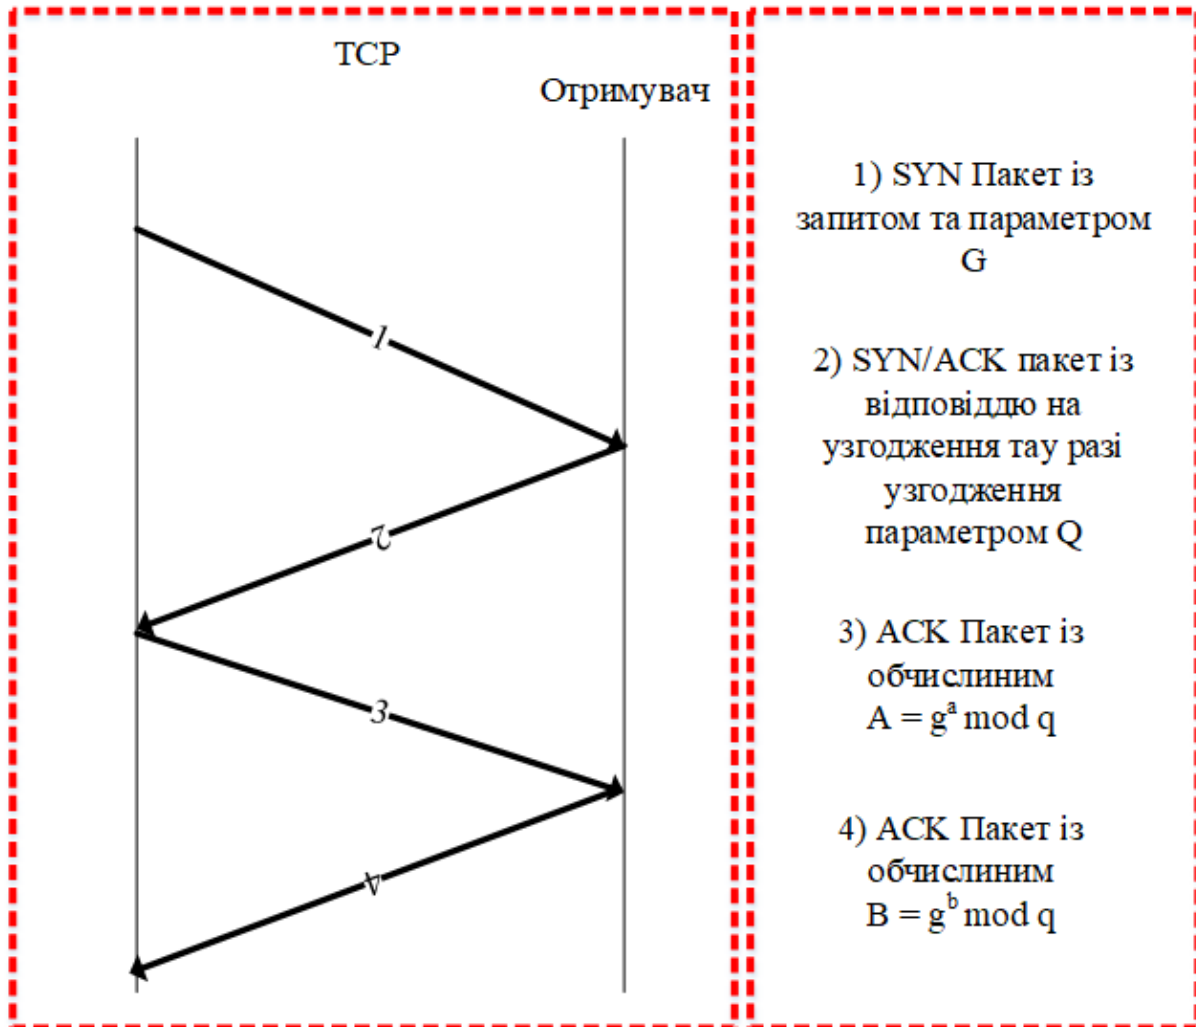 TCP
Отримувач
1
2
3
4
1) SYN Пакет із
запитом та параметром
G
2) SYN/ACK пакет із
відповіддю на
узгодження тау разі
узгодження
параметром Q
3) ACK Пакет із
обчислиним
A = gᵃ mod q
4) ACK Пакет із
обчислиним
B = gᵇ mod q